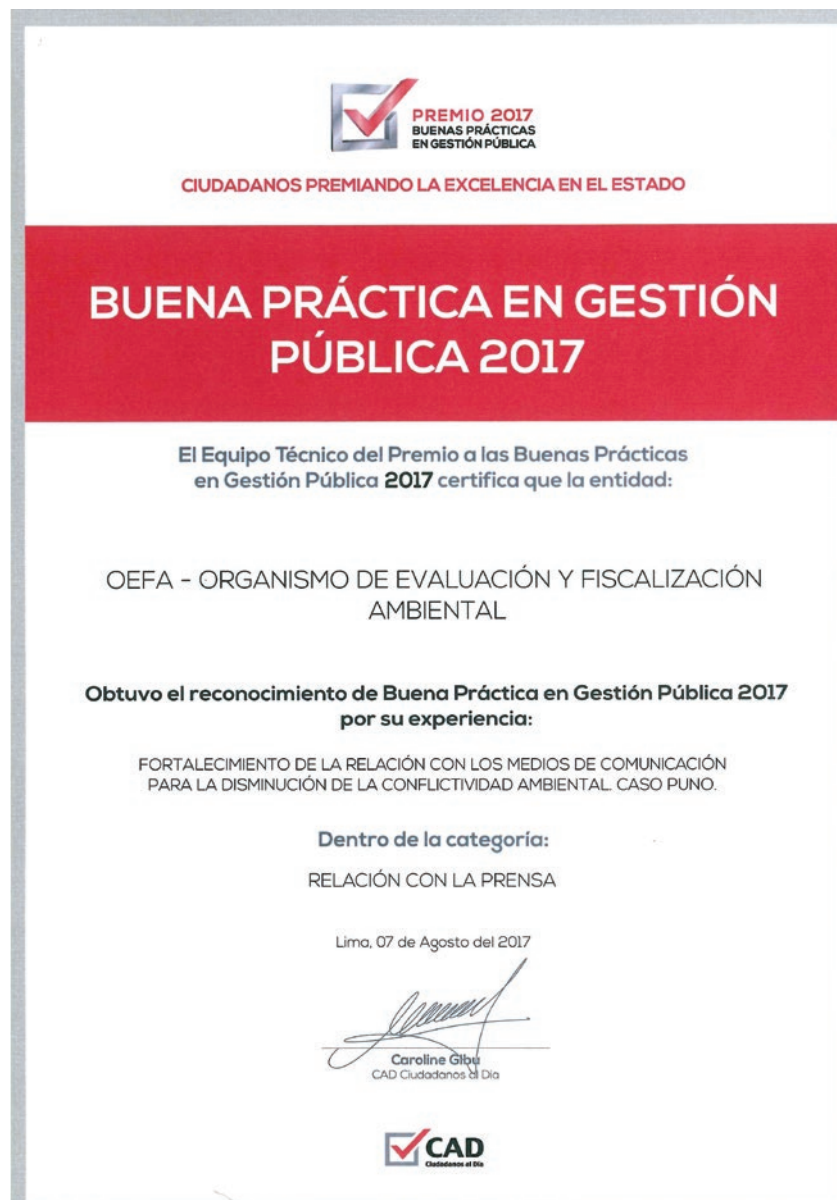 PREMIO 2017
BUENAS PRÁCTICAS
EN GESTIÓN PÚBLICA
CIUDADANOS PREMIANDO LA EXCELENCIA EN EL ESTADO
BUENA PRÁCTICA EN GESTIÓN
PÚBLICA 2017
El Equipo Técnico del Premio a las Buenas Prácticas
en Gestión Pública 2017 certifica que la entidad:
OEFA - ORGANISMO DE EVALUACIÓN Y FISCALIZACIÓN
AMBIENTAL
Obtuvo el reconocimiento de Buena Práctica en Gestión Pública 2017
por su experiencia:
FORTALECIMIENTO DE LA RELACIÓN CON LOS MEDIOS DE COMUNICACIÓN
PARA LA DISMINUCIÓN DE LA CONFLICTIVIDAD AMBIENTAL. CASO PUNO.
Dentro de la categoría:
RELACIÓN CON LA PRENSA
Lima, 07 de Agosto del 2017
Caroline Gibu
CAD Ciudadanos al Día
CAD
Ciudadanos al Día